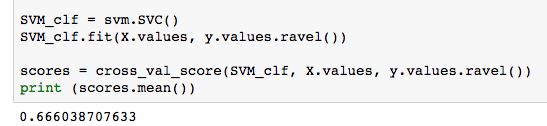 SVM_clf = svm.SVC()
SVM_clf.fit(X.values, y.values.ravel())
scores = cross_val_score(SVM_clf, X.values, y.values.ravel())
print (scores.mean())
0.666038707633